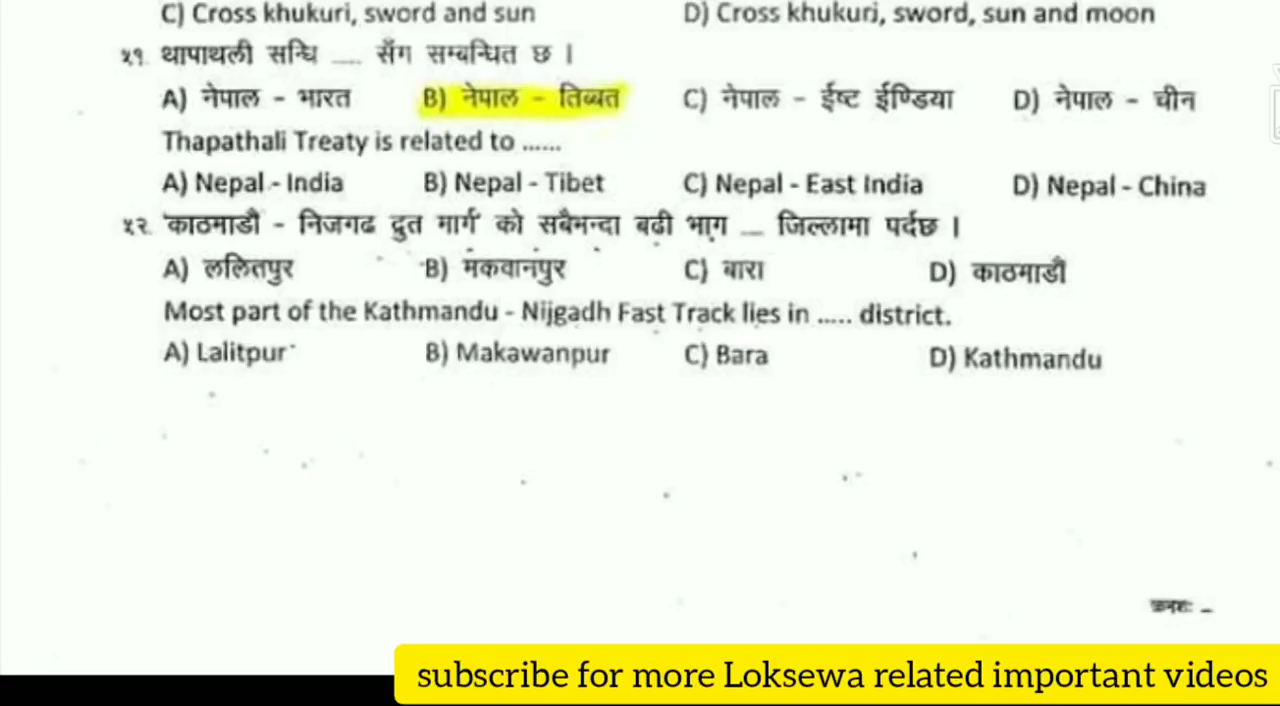 C) Cross khukuri, sword and sun D) Cross khukuri, sword, sun and moon
५१. थापाथली सन्धि .... सँग सम्बन्धित छ ।
A) नेपाल - भारत B) नेपाल - तिब्बत C) नेपाल - ईष्ट ईण्डिया D) नेपाल - चीन
Thapathali Treaty is related to ......
A) Nepal - India B) Nepal - Tibet C) Nepal - East India D) Nepal - China
५२. 'काठमाडौं - निजगढ द्रुत मार्ग' को सबैभन्दा बढी भाग ... जिल्लामा पर्दछ ।
A) ललितपुर B) मकवानपुर C) बारा D) काठमाडौं
Most part of the Kathmandu - Nijgadh Fast Track lies in ..... district.
A) Lalitpur B) Makawanpur C) Bara D) Kathmandu
क्रमशः -
subscribe for more Loksewa related important videos